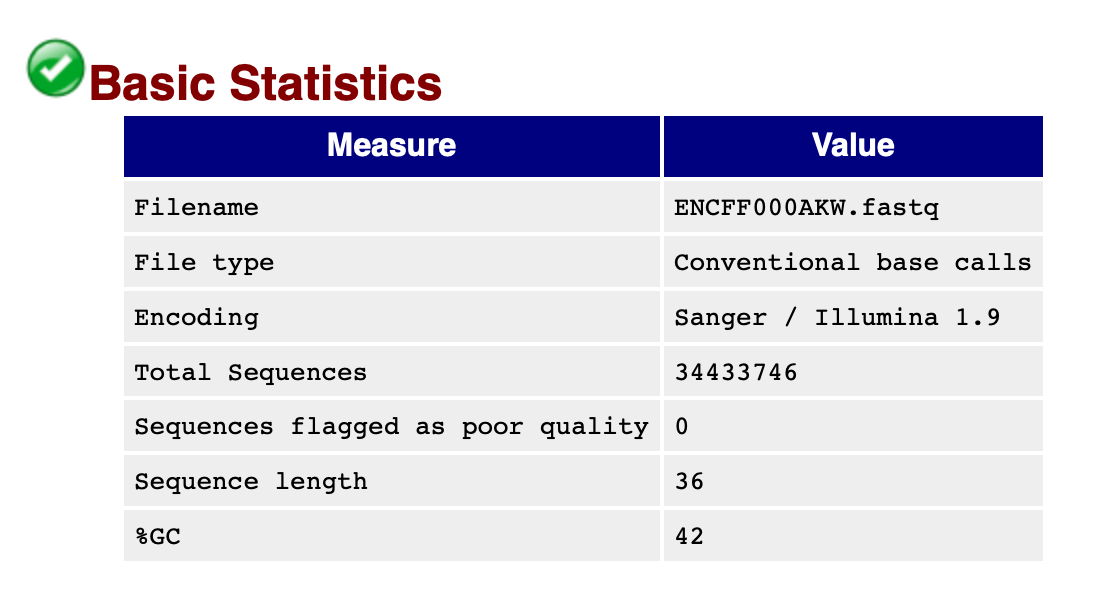 Basic Statistics
Measure Value
Filename ENCFF000AKW.fastq
File type Conventional base calls
Encoding Sanger / Illumina 1.9
Total Sequences 34433746
Sequences flagged as poor quality 0
Sequence length 36
%GC 42